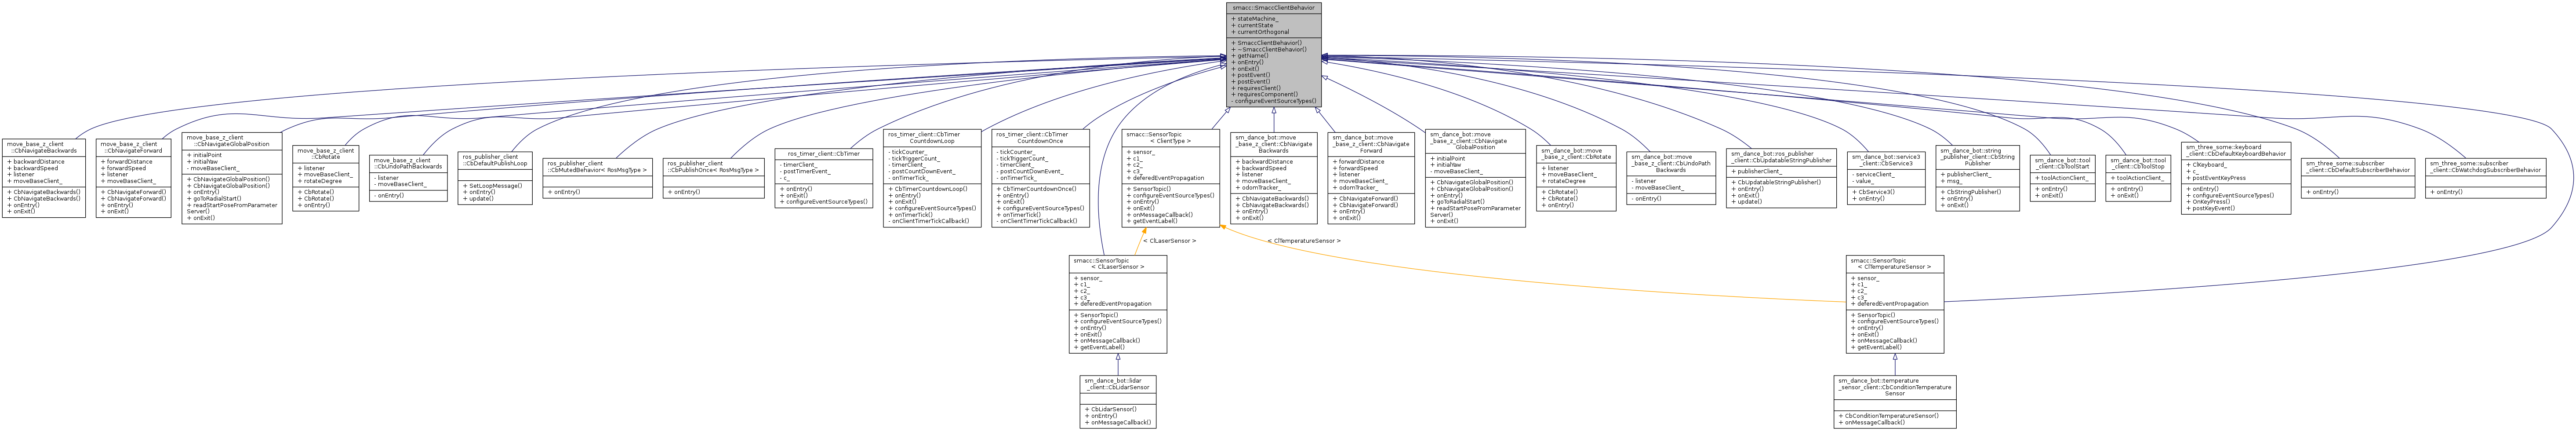 smacc::SmaccClientBehavior
+ stateMachine_
+ currentState
+ currentOrthogonal
+ SmaccClientBehavior()
+ ~SmaccClientBehavior()
+ getName()
+ onEntry()
+ onExit()
+ postEvent()
+ postEvent()
+ requiresClient()
+ requiresComponent()
- configureEventSourceTypes()
move_base_z_client
::CbNavigateBackwards
+ backwardDistance
+ backwardSpeed
+ listener
+ moveBaseClient_
+ CbNavigateBackwards()
+ CbNavigateBackwards()
+ onEntry()
+ onExit()
move_base_z_client
::CbNavigateForward
+ forwardDistance
+ forwardSpeed
+ listener
+ moveBaseClient_
+ CbNavigateForward()
+ CbNavigateForward()
+ onEntry()
+ onExit()
move_base_z_client
::CbNavigateGlobalPosition
+ initialPoint
+ initialYaw
- moveBaseClient_
+ CbNavigateGlobalPosition()
+ CbNavigateGlobalPosition()
+ onEntry()
+ goToRadialStart()
+ readStartPoseFromParameter
Server()
+ onExit()
move_base_z_client
::CbRotate
+ listener
+ moveBaseClient_
+ rotateDegree
+ CbRotate()
+ CbRotate()
+ onEntry()
move_base_z_client
::CbUndoPathBackwards
- listener
- moveBaseClient_
- onEntry()
ros_publisher_client
::CbDefaultPublishLoop
+ SetLoopMessage()
+ onEntry()
+ update()
ros_publisher_client
::CbMutedBehavior< RosMsgType >
+ onEntry()
ros_publisher_client
::CbPublishOnce< RosMsgType >
+ onEntry()
ros_timer_client::CbTimer
- timerClient_
- postTimerEvent_
- c_
+ onEntry()
+ onExit()
+ configureEventSourceTypes()
ros_timer_client::CbTimer
CountdownLoop
- tickCounter_
- tickTriggerCount_
- timerClient_
- postCountDownEvent_
- onTimerTick_
+ CbTimerCountdownLoop()
+ onEntry()
+ onExit()
+ configureEventSourceTypes()
+ onTimerTick()
- onClientTimerTickCallback()
ros_timer_client::CbTimer
CountdownOnce
- tickCounter_
- tickTriggerCount_
- timerClient_
- postCountDownEvent_
- onTimerTick_
+ CbTimerCountdownOnce()
+ onEntry()
+ onExit()
+ configureEventSourceTypes()
+ onTimerTick()
- onClientTimerTickCallback()
smacc::SensorTopic
< ClientType >
+ sensor_
+ c1_
+ c2_
+ c3_
+ deferedEventPropagation
+ SensorTopic()
+ configureEventSourceTypes()
+ onEntry()
+ onExit()
+ onMessageCallback()
+ getEventLabel()
sm_dance_bot::move
_base_z_client::CbNavigate
Backwards
+ backwardDistance
+ backwardSpeed
+ listener
+ moveBaseClient_
+ odomTracker_
+ CbNavigateBackwards()
+ CbNavigateBackwards()
+ onEntry()
+ onExit()
sm_dance_bot::move
_base_z_client::CbNavigate
Forward
+ forwardDistance
+ forwardSpeed
+ listener
+ moveBaseClient_
+ odomTracker_
+ CbNavigateForward()
+ CbNavigateForward()
+ onEntry()
+ onExit()
sm_dance_bot::move
_base_z_client::CbNavigate
GlobalPosition
+ initialPoint
+ initialYaw
- moveBaseClient_
+ CbNavigateGlobalPosition()
+ CbNavigateGlobalPosition()
+ onEntry()
+ goToRadialStart()
+ readStartPoseFromParameter
Server()
+ onExit()
sm_dance_bot::move
_base_z_client::CbRotate
+ listener
+ moveBaseClient_
+ rotateDegree
+ CbRotate()
+ CbRotate()
+ onEntry()
sm_dance_bot::move
_base_z_client::CbUndoPath
Backwards
- listener
- moveBaseClient_
- onEntry()
sm_dance_bot::ros_publisher
_client::CbUpdatableStringPublisher
+ publisherClient_
+ CbUpdatableStringPublisher()
+ onEntry()
+ onExit()
+ update()
sm_dance_bot::service3
_client::CbService3
- serviceClient_
- value_
+ CbService3()
+ onEntry()
sm_dance_bot::string
_publisher_client::CbString
Publisher
+ publisherClient_
+ msg_
+ CbStringPublisher()
+ onEntry()
+ onExit()
sm_dance_bot::tool
_client::CbToolStart
+ toolActionClient_
+ onEntry()
+ onExit()
sm_dance_bot::tool
_client::CbToolStop
+ toolActionClient_
+ onEntry()
+ onExit()
sm_three_some::keyboard
_client::CbDefaultKeyboardBehavior
+ ClKeyboard_
+ c_
+ postEventKeyPress
+ onEntry()
+ configureEventSourceTypes()
+ OnKeyPress()
+ postKeyEvent()
sm_three_some::subscriber
_client::CbDefaultSubscriberBehavior
+ onEntry()
sm_three_some::subscriber
_client::CbWatchdogSubscriberBehavior
+ onEntry()
< ClLaserSensor >
< ClTemperatureSensor >
smacc::SensorTopic
< ClLaserSensor >
+ sensor_
+ c1_
+ c2_
+ c3_
+ deferedEventPropagation
+ SensorTopic()
+ configureEventSourceTypes()
+ onEntry()
+ onExit()
+ onMessageCallback()
+ getEventLabel()
smacc::SensorTopic
< ClTemperatureSensor >
+ sensor_
+ c1_
+ c2_
+ c3_
+ deferedEventPropagation
+ SensorTopic()
+ configureEventSourceTypes()
+ onEntry()
+ onExit()
+ onMessageCallback()
+ getEventLabel()
sm_dance_bot::lidar
_client::CbLidarSensor
+ CbLidarSensor()
+ onEntry()
+ onMessageCallback()
sm_dance_bot::temperature
_sensor_client::CbConditionTemperature
Sensor
+ CbConditionTemperatureSensor()
+ onMessageCallback()